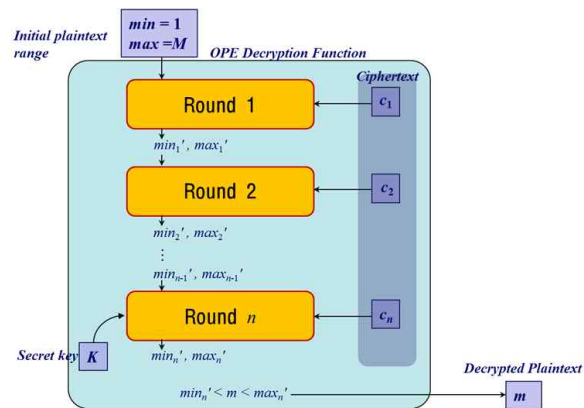 Initial plaintext
range
min = 1
max =M
OPE Decryption Function
Ciphertext
Round 1
c₁
min₁′ , max₁′
Round 2
c₂
min₂′ , max₂′
⋮
minₙ₋₁′ , maxₙ₋₁′
Round n
cₙ
Secret key
K
minₙ′ , maxₙ′
Decrypted Plaintext
minₙ′ < m < maxₙ′
m